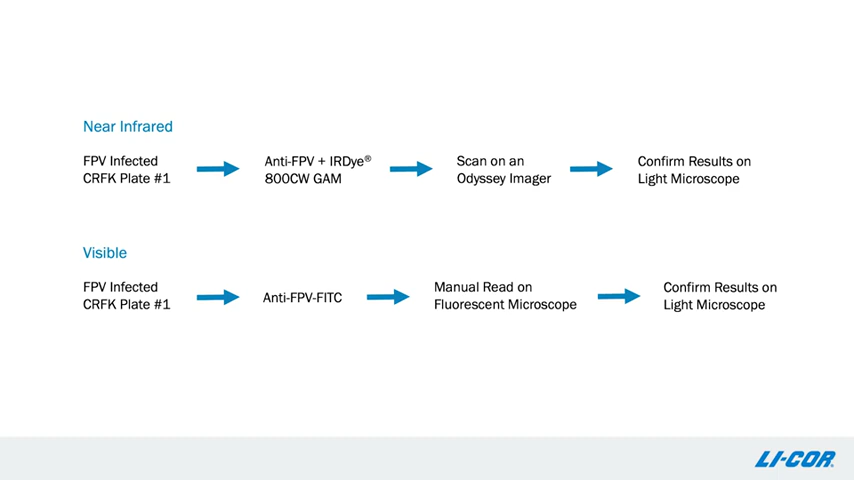 Near Infrared
FPV Infected
CRFK Plate #1
Anti-FPV + IRDye®
800CW GAM
Scan on an
Odyssey Imager
Confirm Results on
Light Microscope
Visible
FPV Infected
CRFK Plate #1
Anti-FPV-FITC
Manual Read on
Fluorescent Microscope
Confirm Results on
Light Microscope
LI-COR®